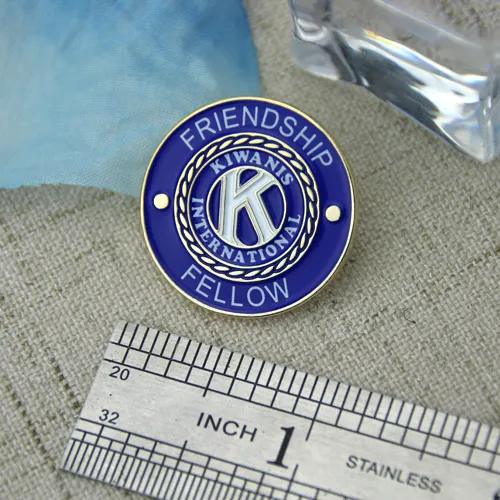 FRIENDSHIP
KIWANIS
K
INTERNATIONAL
FELLOW
20
32
INCH 1 STAINLESS